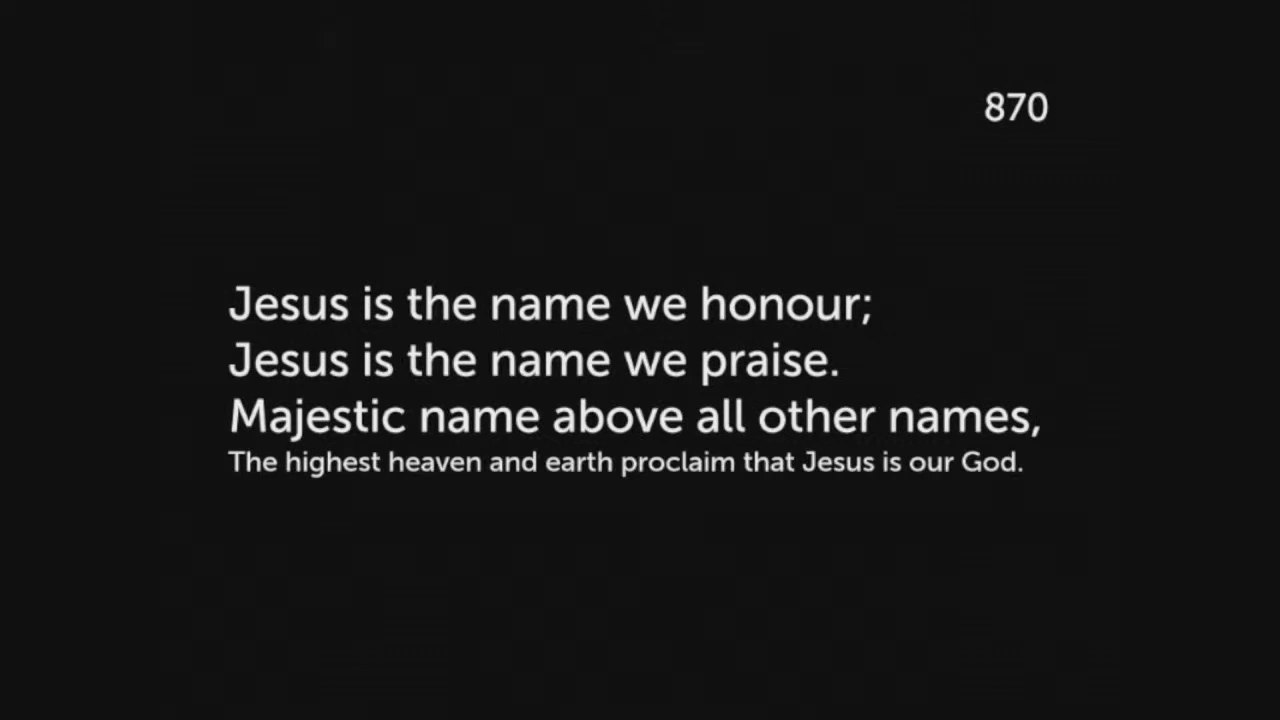 870
Jesus is the name we honour;
Jesus is the name we praise.
Majestic name above all other names,
The highest heaven and earth proclaim that Jesus is our God.